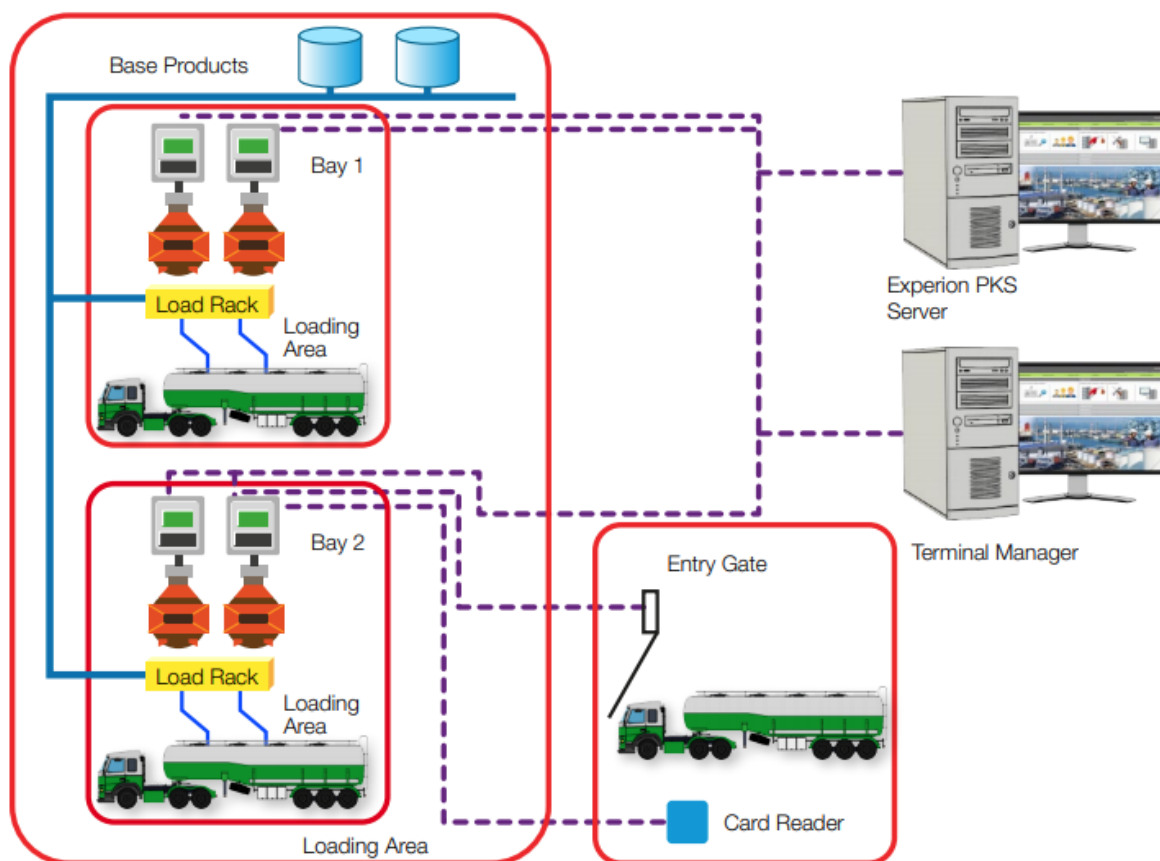 Base Products
Bay 1
Load Rack
Loading
Area
Experion PKS
Server
Bay 2
Load Rack
Loading
Area
Loading Area
Entry Gate
Card Reader
Terminal Manager